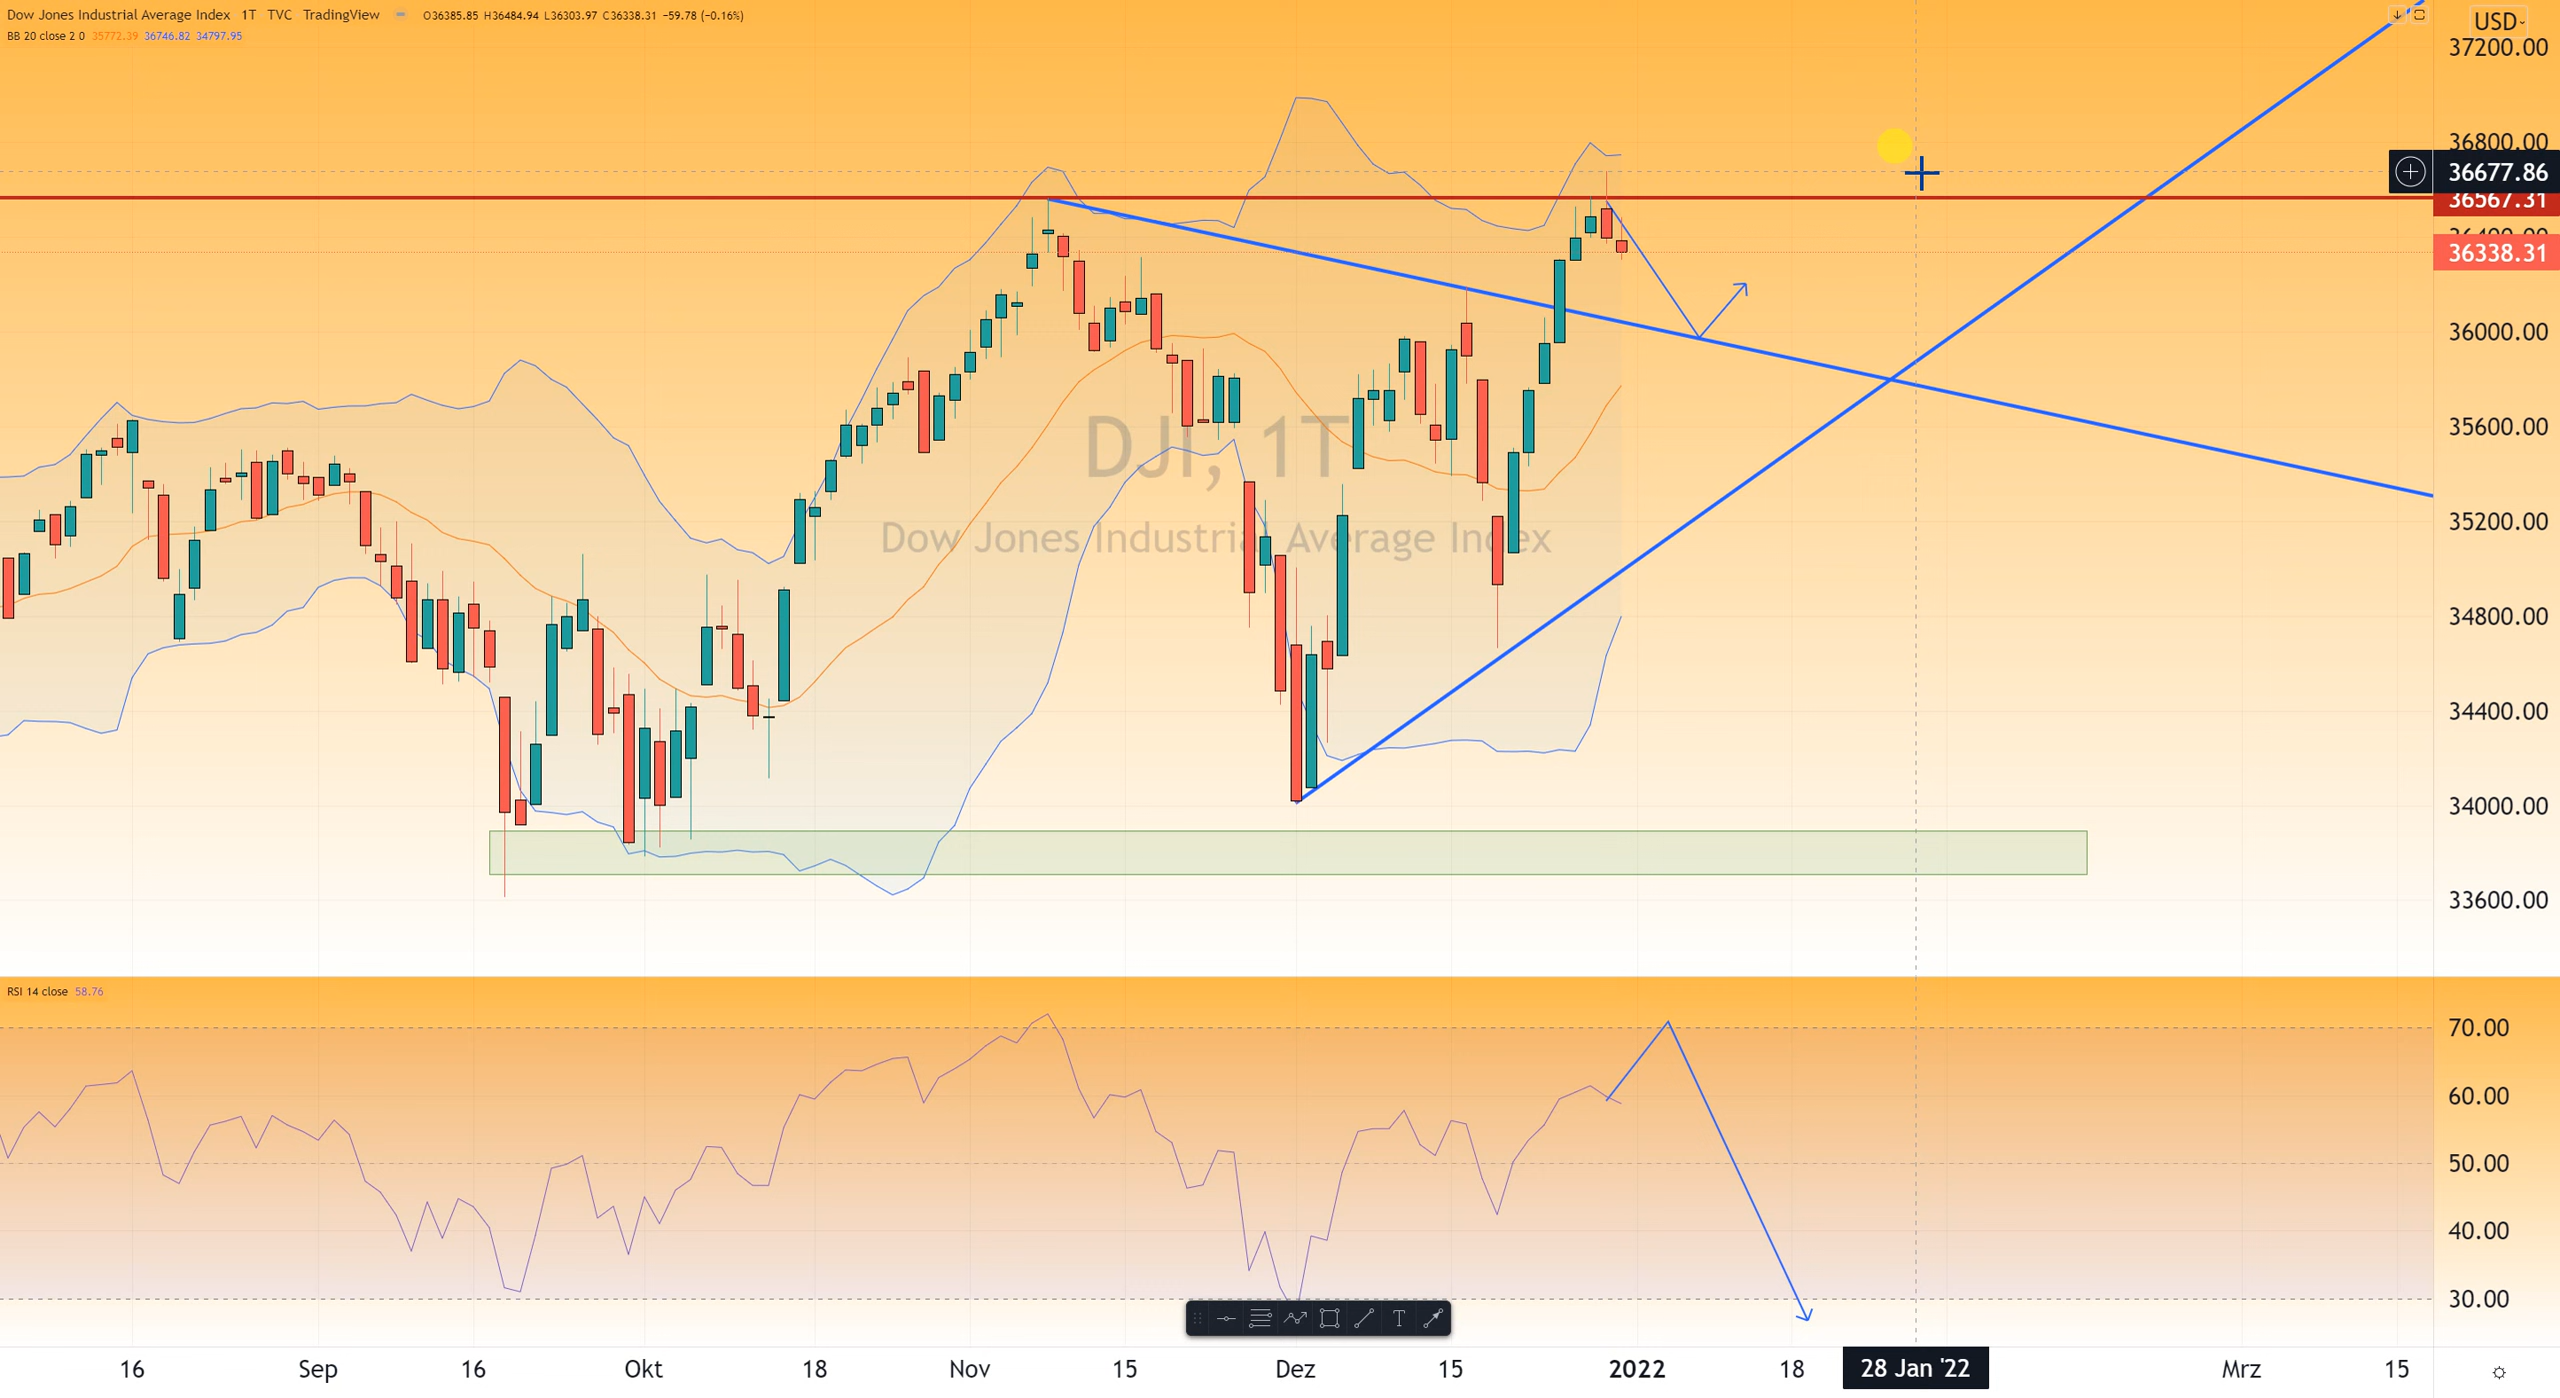 Dow Jones Industrial Average Index 1T TVC TradingView O36385.85 H36484.94 L36303.97 C36338.31 −59.78 (−0.16%)
BB 20 close 2 0 35772.39 36746.82 34797.95
USD
37200.00
36800.00
36677.86
36567.31
36400.00
36338.31
36000.00
35600.00
35200.00
34800.00
34400.00
34000.00
33600.00
DJI, 1T
Dow Jones Industrial Average Index
RSI 14 close 58.76
70.00
60.00
50.00
40.00
30.00
T
16 Sep 16 Okt 18 Nov 15 Dez 15 2022 18 28 Jan '22 Mrz 15